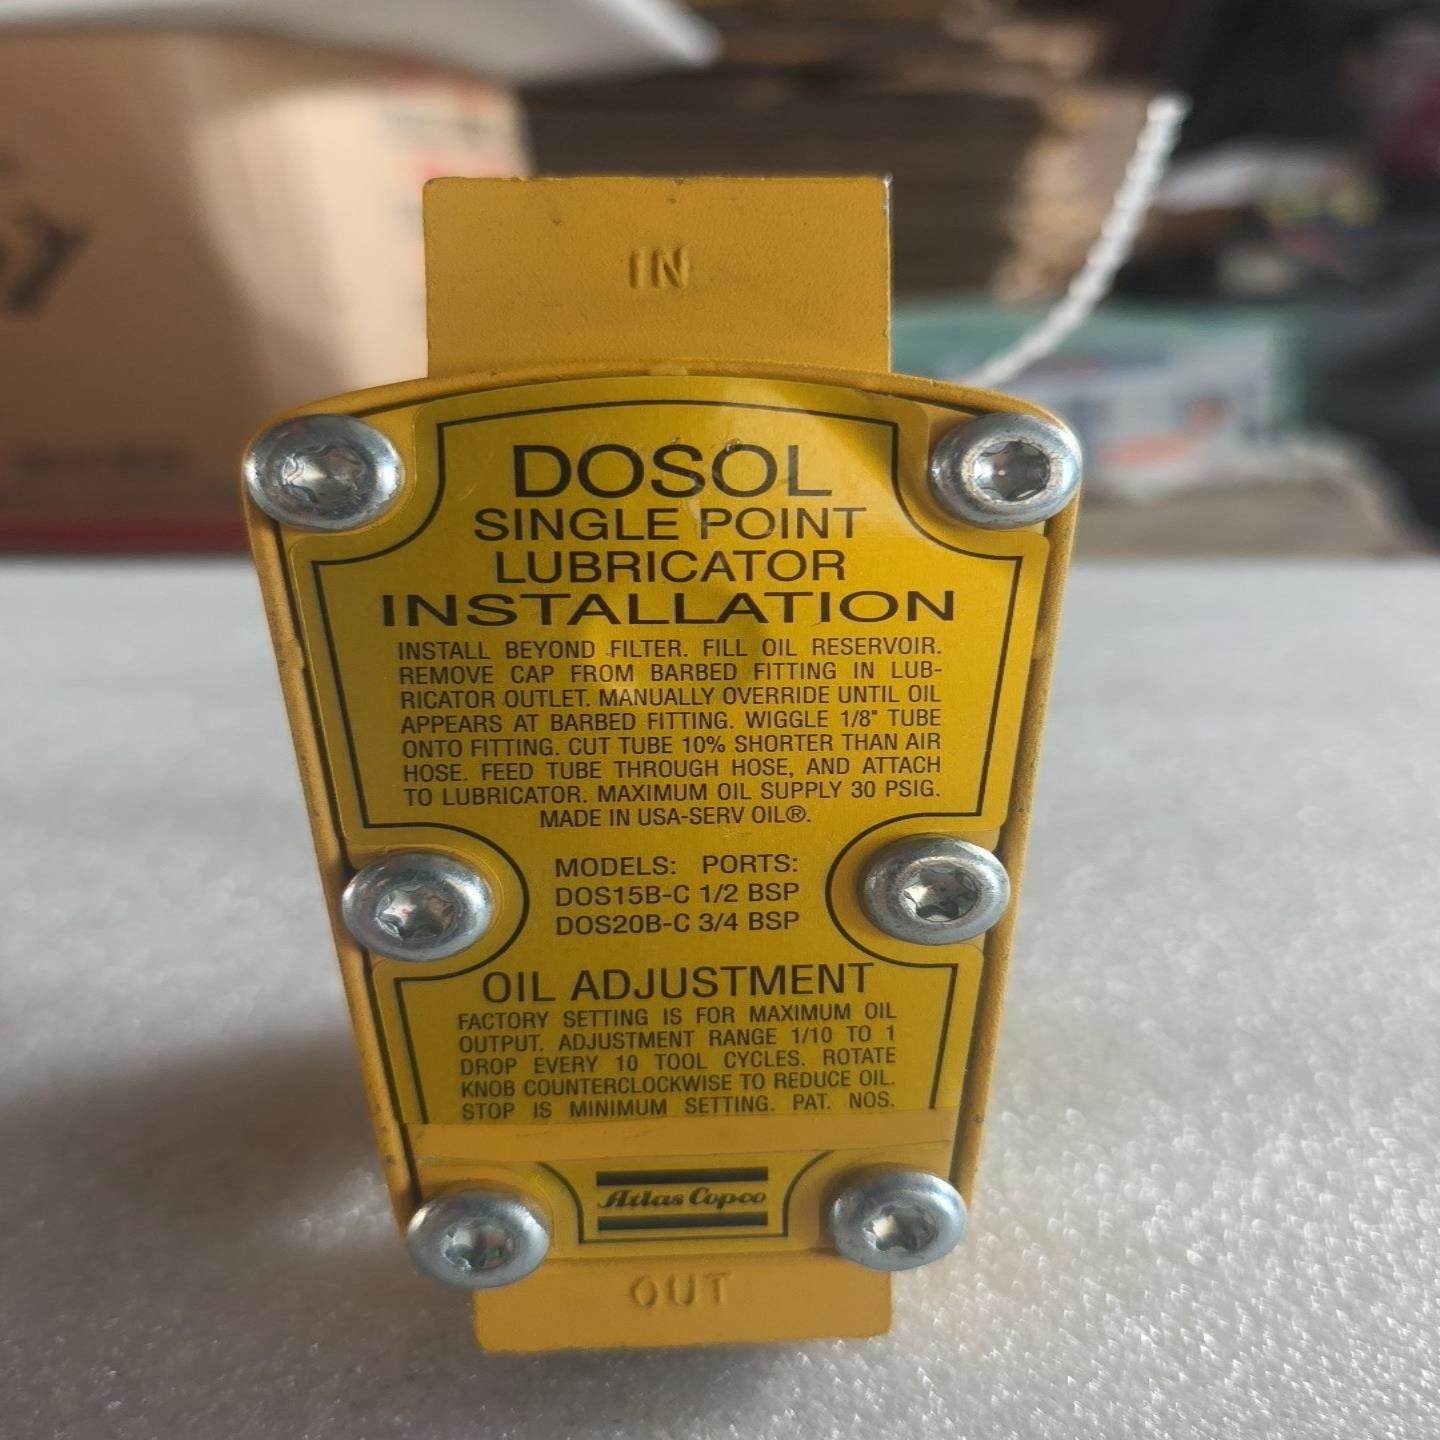 IN
DOSOL
SINGLE POINT
LUBRICATOR
INSTALLATION
INSTALL BEYOND FILTER. FILL OIL RESERVOIR.
REMOVE CAP FROM BARBED FITTING IN LUB-
RICATOR OUTLET. MANUALLY OVERRIDE UNTIL OIL
APPEARS AT BARBED FITTING. WIGGLE 1/8" TUBE
ONTO FITTING. CUT TUBE 10% SHORTER THAN AIR
HOSE. FEED TUBE THROUGH HOSE, AND ATTACH
TO LUBRICATOR. MAXIMUM OIL SUPPLY 30 PSIG.
MADE IN USA-SERV OIL®.
MODELS: PORTS:
DOS15B-C 1/2 BSP
DOS20B-C 3/4 BSP
OIL ADJUSTMENT
FACTORY SETTING IS FOR MAXIMUM OIL
OUTPUT. ADJUSTMENT RANGE 1/10 TO 1
DROP EVERY 10 TOOL CYCLES. ROTATE
KNOB COUNTERCLOCKWISE TO REDUCE OIL.
STOP IS MINIMUM SETTING. PAT. NOS.
Atlas Copco
OUT